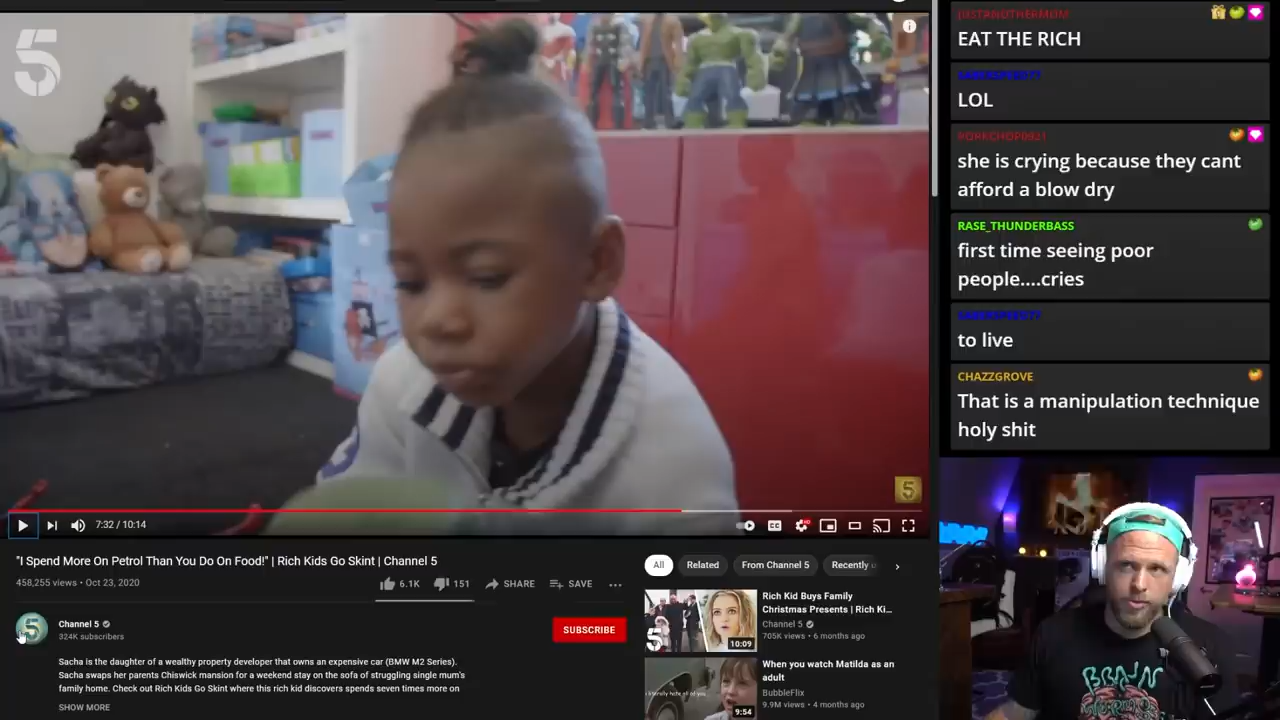 5
5
7:32 / 10:14
"I Spend More On Petrol Than You Do On Food!" | Rich Kids Go Skint | Channel 5
458,255 views • Oct 23, 2020
6.1K
151
SHARE
SAVE
Channel 5
324K subscribers
SUBSCRIBE
Sacha is the daughter of a wealthy property developer that owns an expensive car (BMW M2 Series).
Sacha swaps her parents Chiswick mansion for a weekend stay on the sofa of struggling single mum's
family home. Check out Rich Kids Go Skint where this rich kid discovers spends seven times more on
SHOW MORE
All
Related
From Channel 5
Recently
Rich Kid Buys Family
Christmas Presents | Rich Ki...
Channel 5
705K views • 6 months ago
10:09
When you watch Matilda as an
adult
BubbleFlix
9.9M views • 4 months ago
9:54
EAT THE RICH
LOL
she is crying because they cant
afford a blow dry
RASE_THUNDERBASS
first time seeing poor
people....cries
to live
CHAZZGROVE
That is a manipulation technique
holy shit